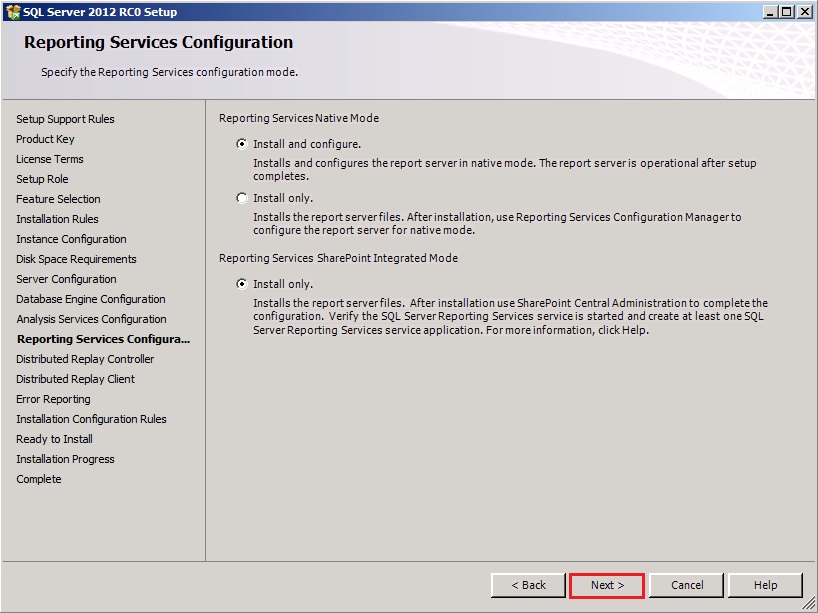 SQL Server 2012 RC0 Setup
Reporting Services Configuration
Specify the Reporting Services configuration mode.
Setup Support Rules
Product Key
License Terms
Setup Role
Feature Selection
Installation Rules
Instance Configuration
Disk Space Requirements
Server Configuration
Database Engine Configuration
Analysis Services Configuration
Reporting Services Configura...
Distributed Replay Controller
Distributed Replay Client
Error Reporting
Installation Configuration Rules
Ready to Install
Installation Progress
Complete
Reporting Services Native Mode
Install and configure.
Installs and configures the report server in native mode. The report server is operational after setup
completes.
Install only.
Installs the report server files. After installation, use Reporting Services Configuration Manager to
configure the report server for native mode.
Reporting Services SharePoint Integrated Mode
Install only.
Installs the report server files. After installation use SharePoint Central Administration to complete the
configuration. Verify the SQL Server Reporting Services service is started and create at least one SQL
Server Reporting Services service application. For more information, click Help.
< Back
Next >
Cancel
Help